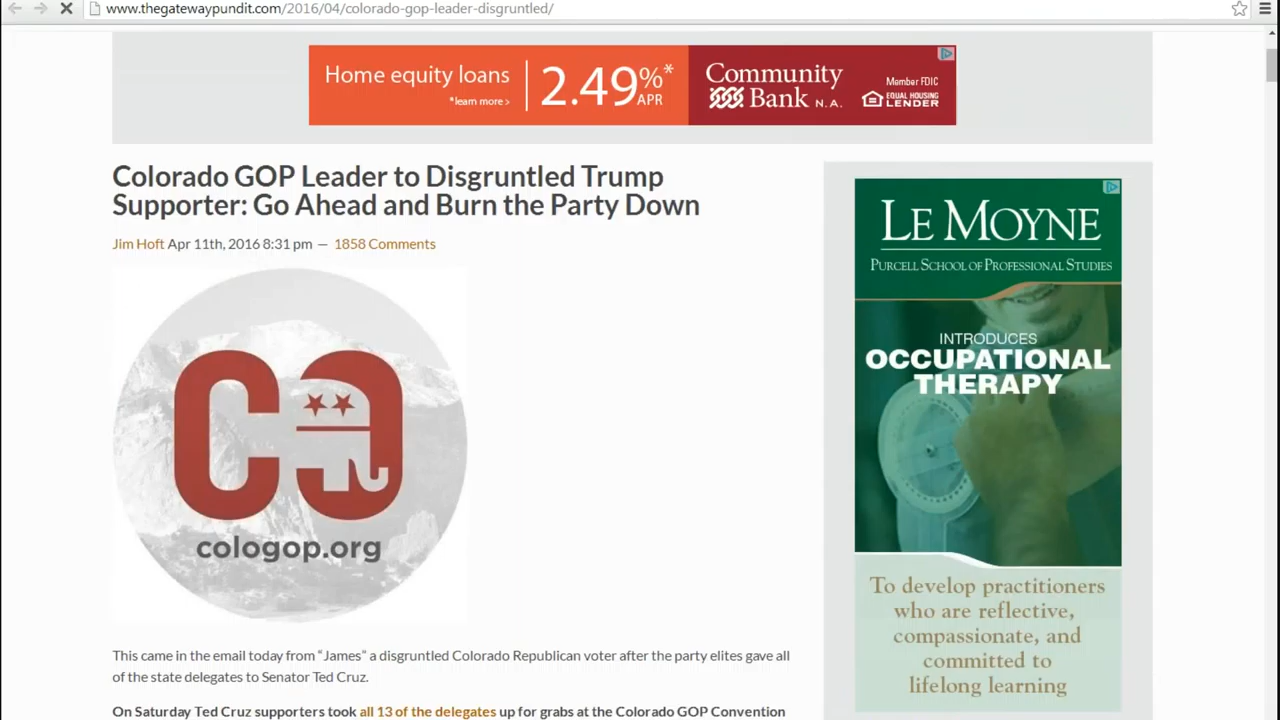 www.thegatewaypundit.com/2016/04/colorado-gop-leader-disgruntled/
Home equity loans
*learn more >
2.49%*
APR
Community
Bank N.A.
Member FDIC
EQUAL HOUSING
LENDER
Colorado GOP Leader to Disgruntled Trump
Supporter: Go Ahead and Burn the Party Down
Jim Hoft Apr 11th, 2016 8:31 pm — 1858 Comments
CO
cologop.org
This came in the email today from “James” a disgruntled Colorado Republican voter after the party elites gave all
of the state delegates to Senator Ted Cruz.
On Saturday Ted Cruz supporters took all 13 of the delegates up for grabs at the Colorado GOP Convention
LE MOYNE
PURCELL SCHOOL OF PROFESSIONAL STUDIES
INTRODUCES
OCCUPATIONAL
THERAPY
To develop practitioners
who are reflective,
compassionate, and
committed to
lifelong learning